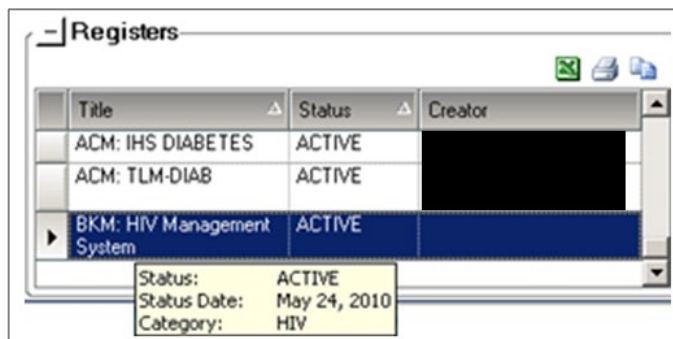 Registers
Title Status Creator
ACM: IHS DIABETES ACTIVE
ACM: TLM-DIAB ACTIVE
BKM: HIV Management ACTIVE
System
Status: ACTIVE
Status Date: May 24, 2010
Category: HIV